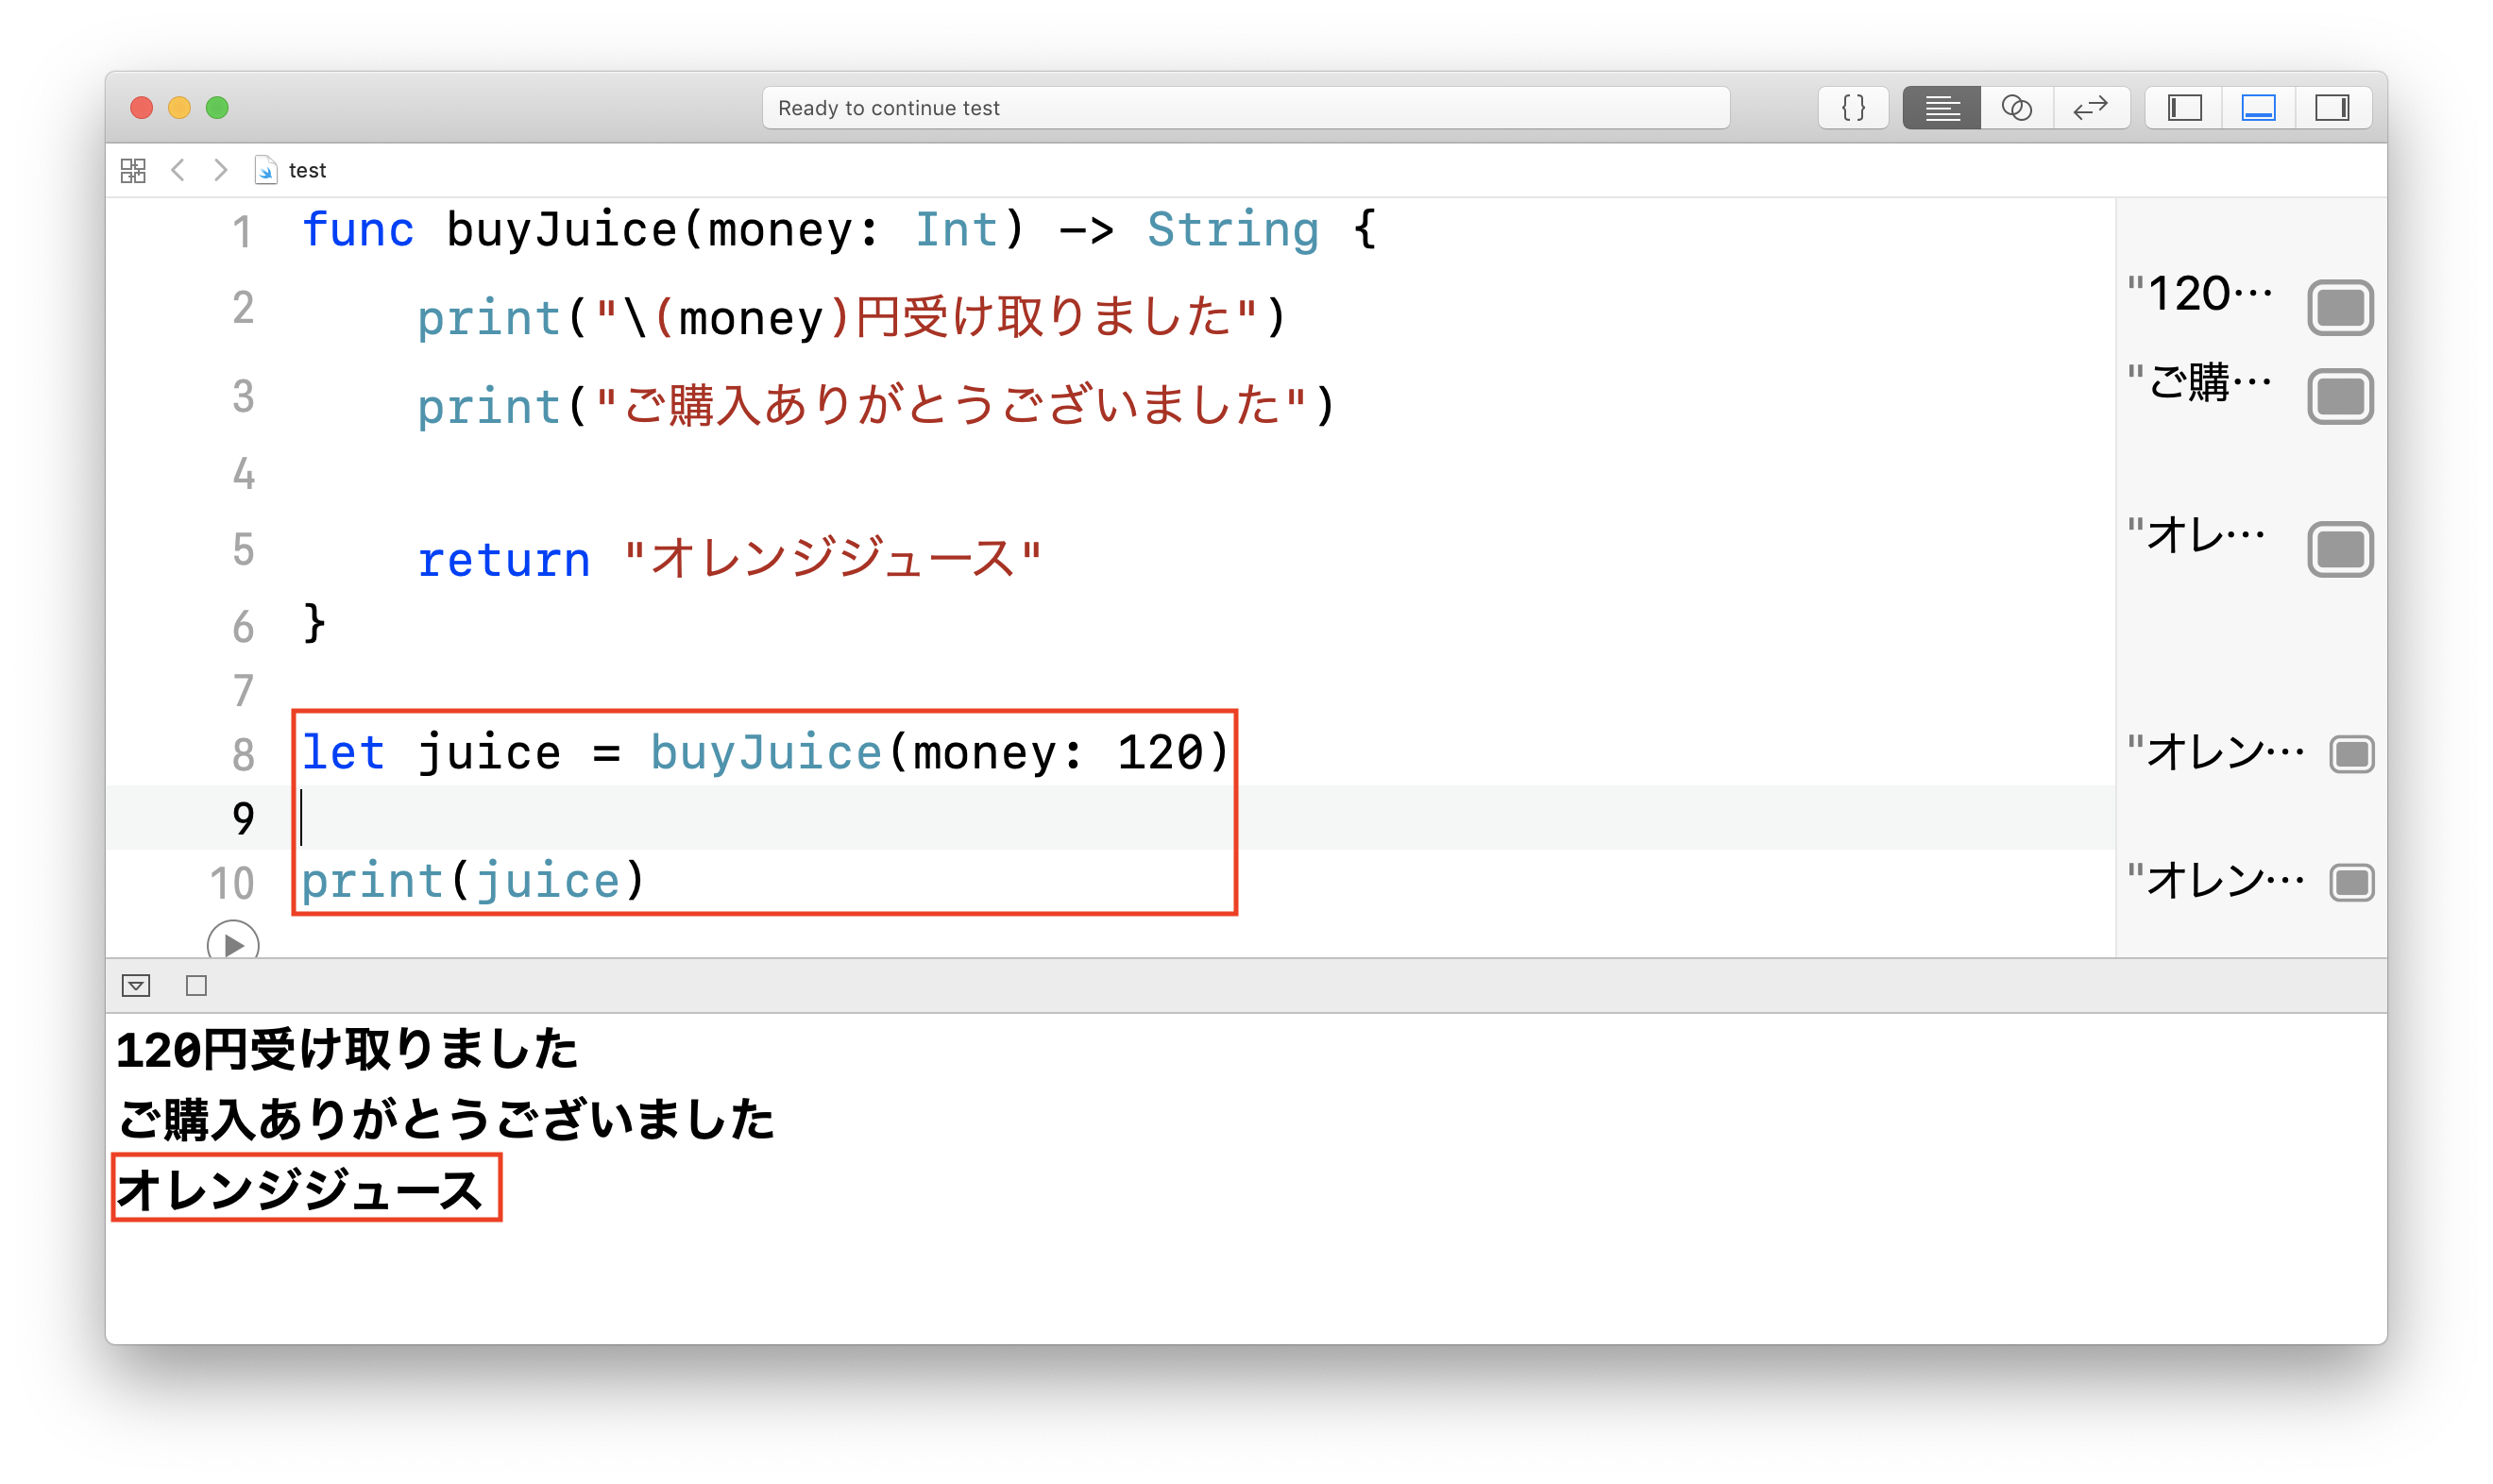 Ready to continue test
{ }
test
1 func buyJuice(money: Int) -> String {
2 print("\(money)円受け取りました")
"120…
3 print("ご購入ありがとうございました")
"ご購…
4
5 return "オレンジジュース"
"オレ…
6 }
7
8 let juice = buyJuice(money: 120)
"オレン…
9
10 print(juice)
"オレン…
120円受け取りました
ご購入ありがとうございました
オレンジジュース